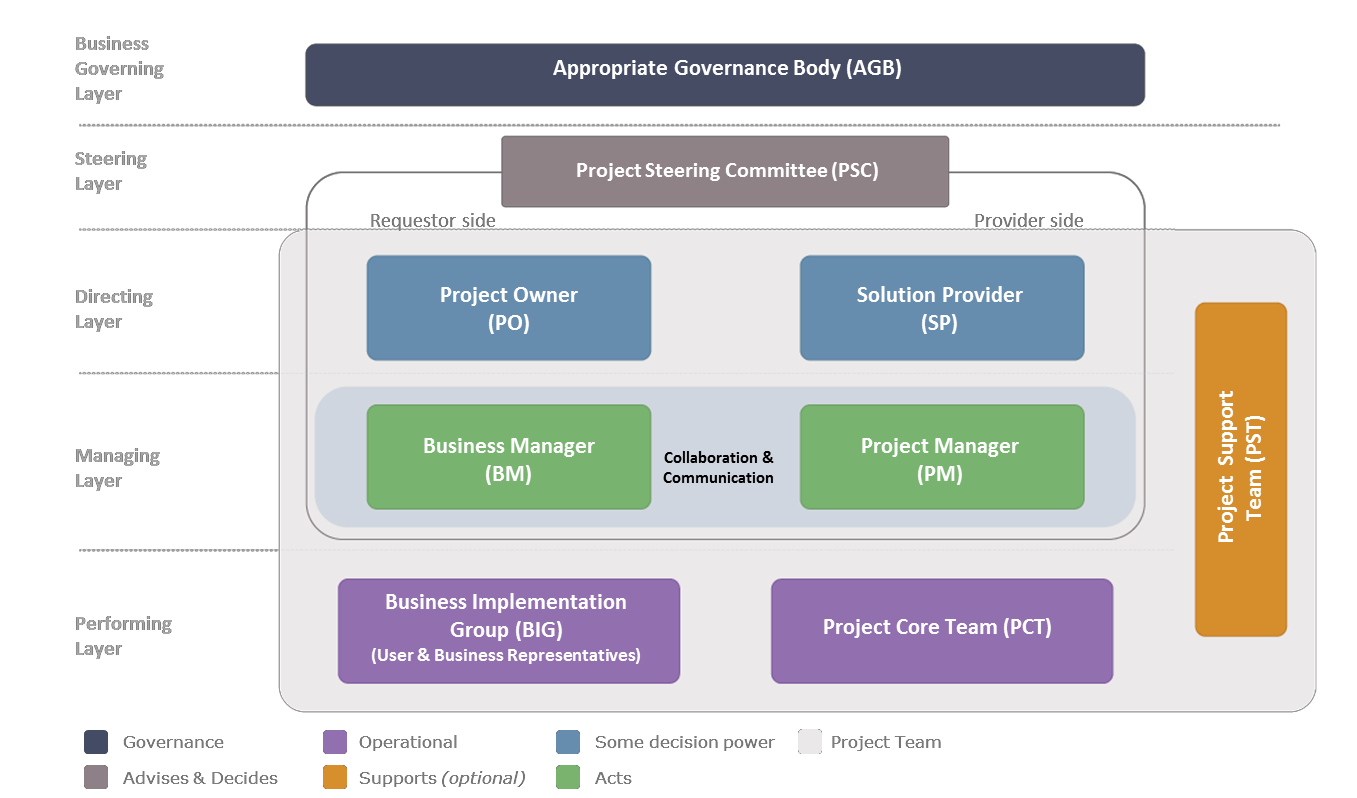 Business
Governing
Layer
Appropriate Governance Body (AGB)
Steering
Layer
Project Steering Committee (PSC)
Requestor side
Provider side
Directing
Layer
Project Owner
(PO)
Solution Provider
(SP)
Managing
Layer
Business Manager
(BM)
Collaboration &
Communication
Project Manager
(PM)
Project Support
Team (PST)
Performing
Layer
Business Implementation
Group (BIG)
(User & Business Representatives)
Project Core Team (PCT)
Governance
Operational
Some decision power
Project Team
Advises & Decides
Supports (optional)
Acts